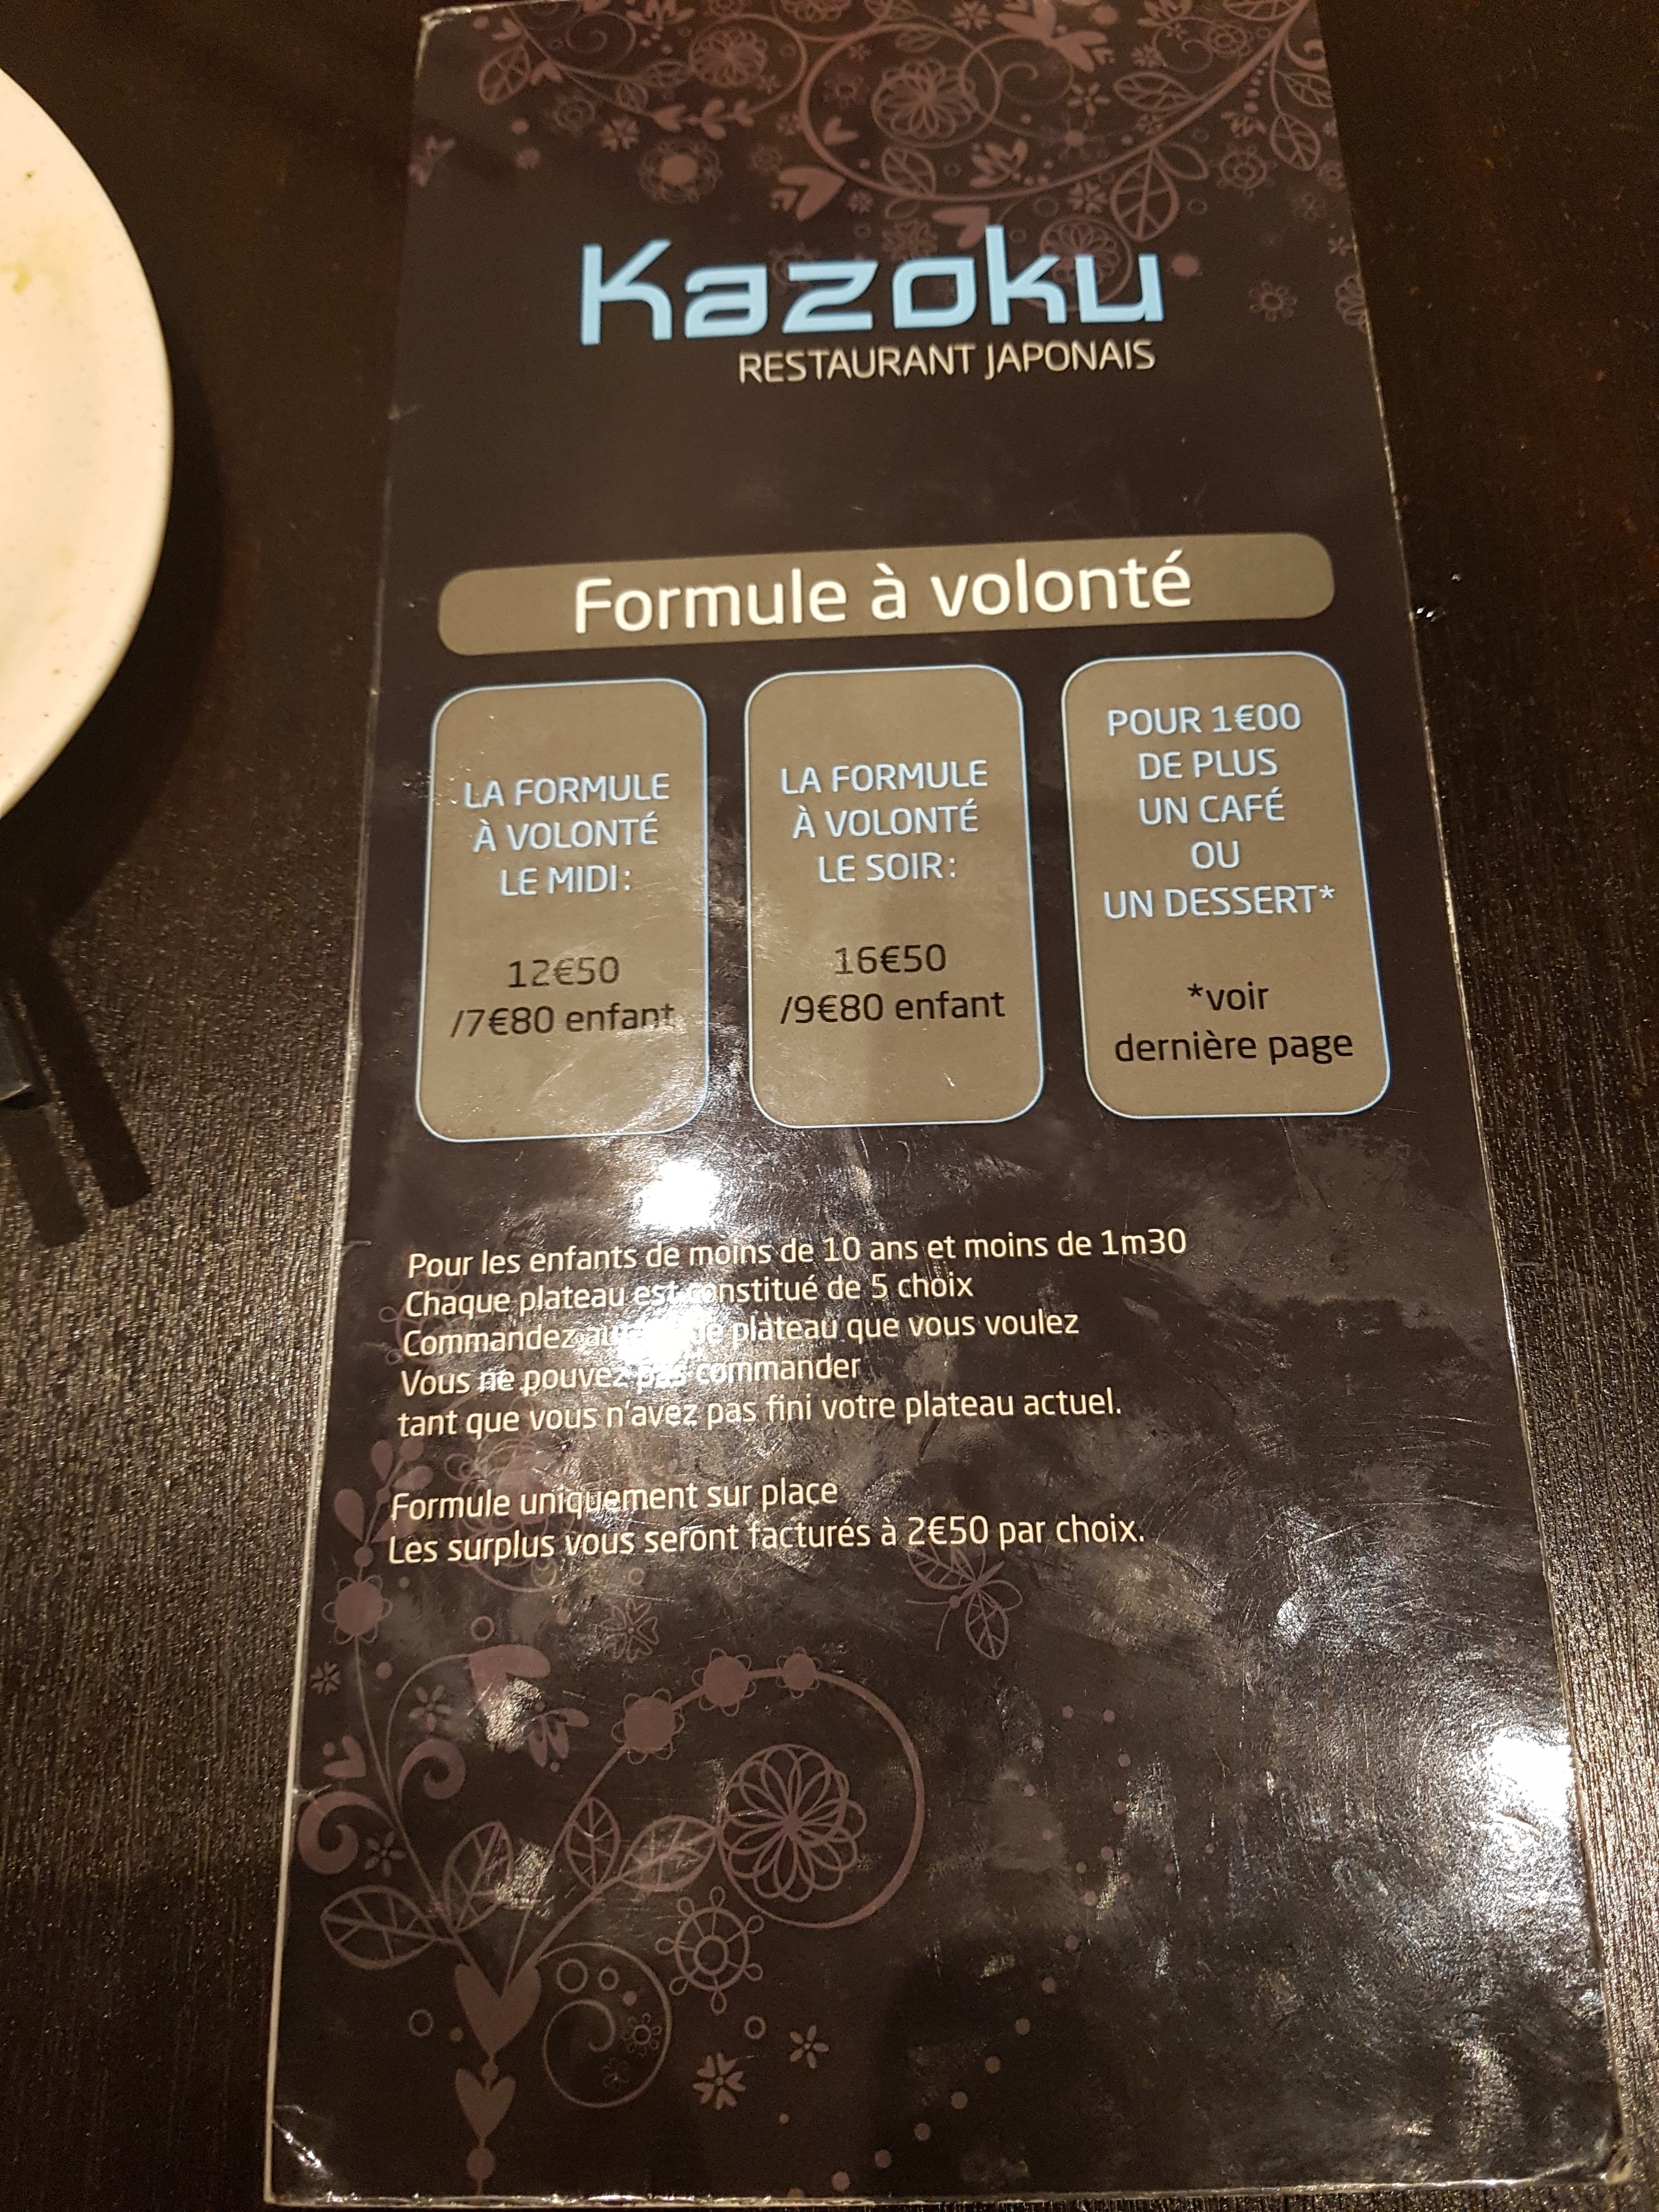 Kazoku
RESTAURANT JAPONAIS
Formule à volonté
LA FORMULE
À VOLONTÉ
LE MIDI:
12€50
/7€80 enfant
LA FORMULE
À VOLONTÉ
LE SOIR:
16€50
/9€80 enfant
POUR 1€00
DE PLUS
UN CAFÉ
OU
UN DESSERT*
*voir
dernière page
Pour les enfants de moins de 10 ans et moins de 1m30
Chaque plateau est constitué de 5 choix
Commandez plateau que vous voulez
Vous ne pouvez pas commander
tant que vous n'avez pas fini votre plateau actuel.
Formule uniquement sur place
Les surplus vous seront facturés à 2€50 par choix.